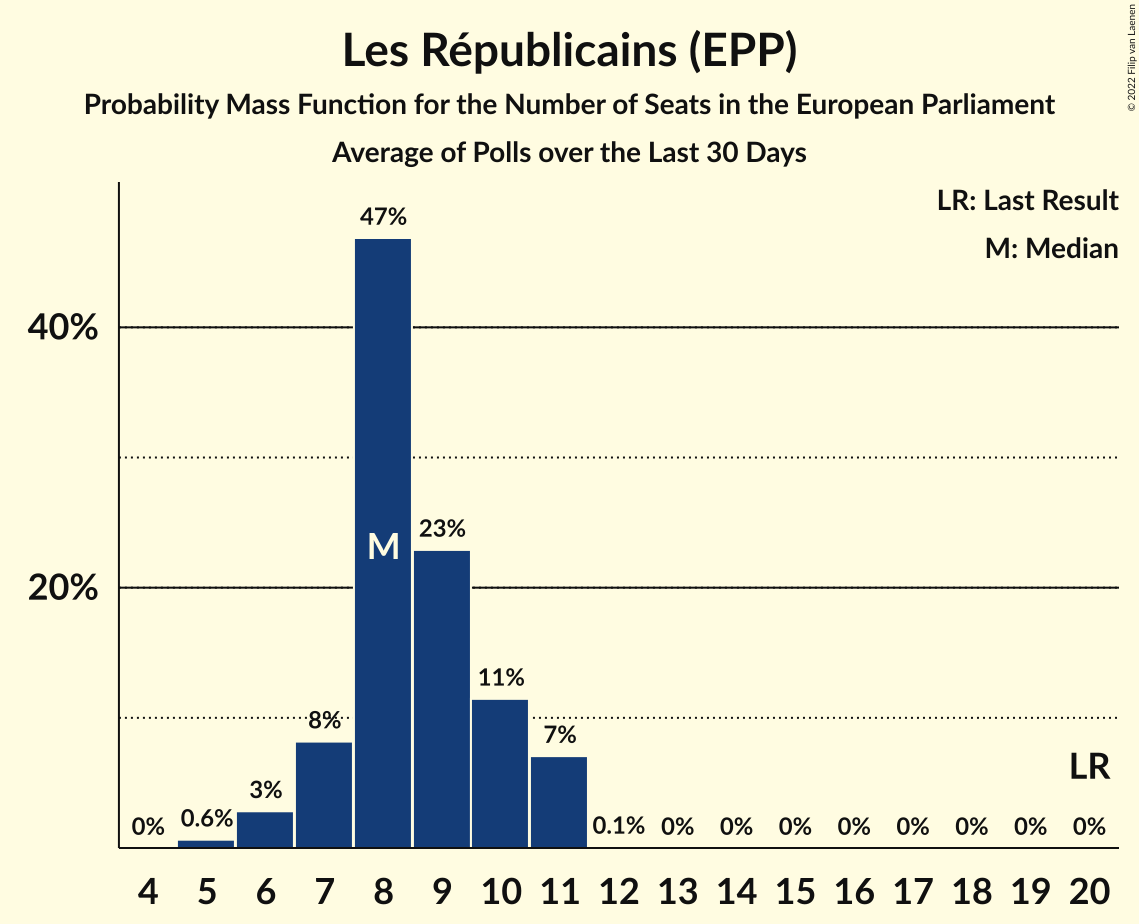 Les Républicains (EPP)
Probability Mass Function for the Number of Seats in the European Parliament
Average of Polls over the Last 30 Days
© 2022 Filip van Laenen
LR: Last Result
M: Median
47%
40%
M
23%
20%
11%
8%
7%
LR
3%
0% 0.6% 0.1% 0% 0% 0% 0% 0% 0% 0% 0%
4 5 6 7 8 9 10 11 12 13 14 15 16 17 18 19 20